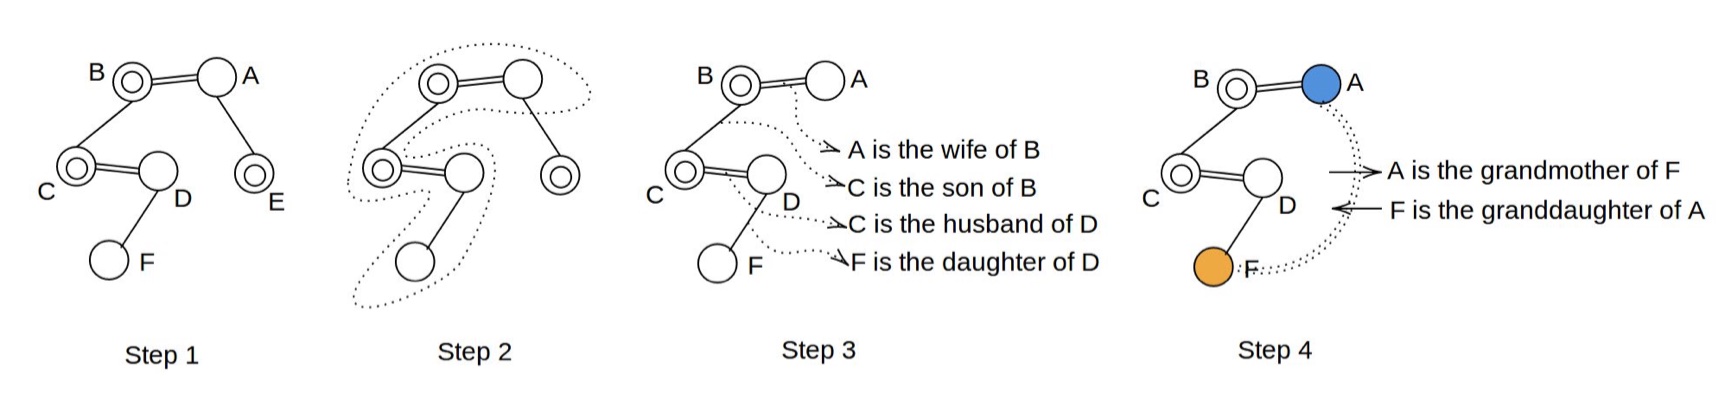 B
A
C
D
E
F
Step 1
Step 2
B
A
A is the wife of B
C is the son of B
C
D
C is the husband of D
F
F is the daughter of D
Step 3
B
A
A is the grandmother of F
C
D
F is the granddaughter of A
F
Step 4